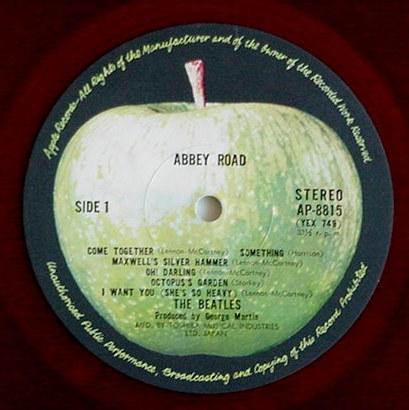 Apple Records-All Rights of the Manufacturer and of the Owner of the Recorded Work Reserved
ABBEY ROAD
SIDE 1
STEREO
AP-8815
(YEX 749)
33⅓ r.p.m.
COME TOGETHER (Lennon-McCartney) SOMETHING (Harrison)
MAXWELL'S SILVER HAMMER (Lennon-McCartney)
OH! DARLING (Lennon-McCartney)
OCTOPUS'S GARDEN (Starkey)
I WANT YOU (SHE'S SO HEAVY) (Lennon-McCartney)
THE BEATLES
Produced by George Martin
MFD. BY TOSHIBA MUSICAL INDUSTRIES
LTD. JAPAN
Unauthorised Public Performance, Broadcasting and Copying of this Record Prohibited